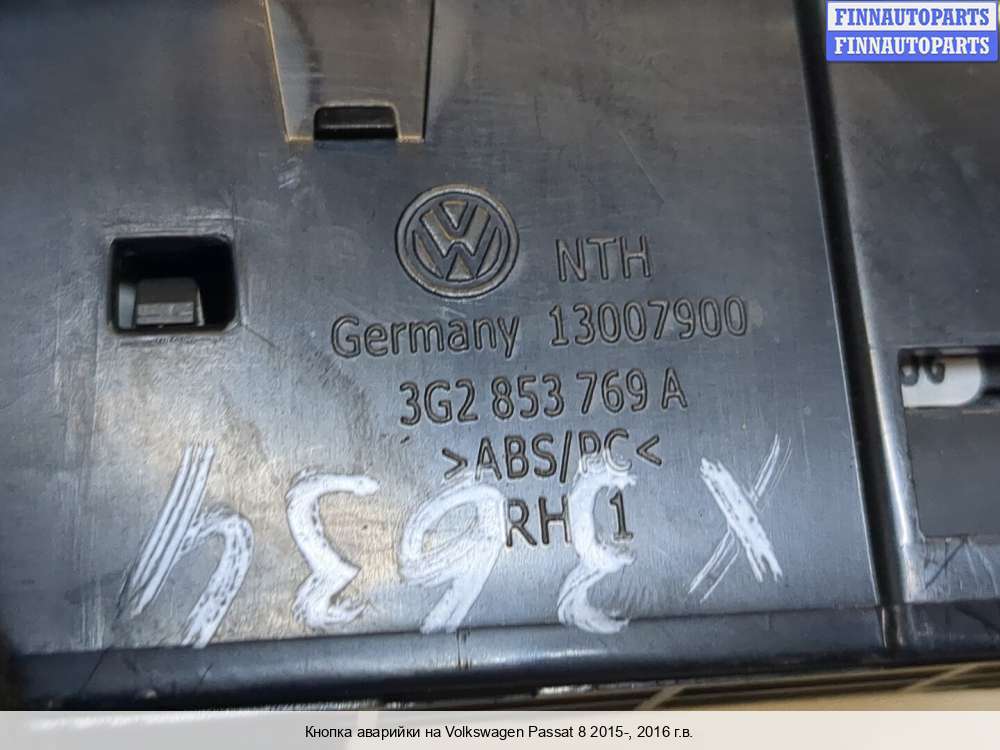 FINNAUTOPARTS
FINNAUTOPARTS
NTH
Germany 13007900
3G2 853 769 A
>ABS/PC<
RH 1
X3634
Кнопка аварийки на Volkswagen Passat 8 2015-, 2016 г.в.